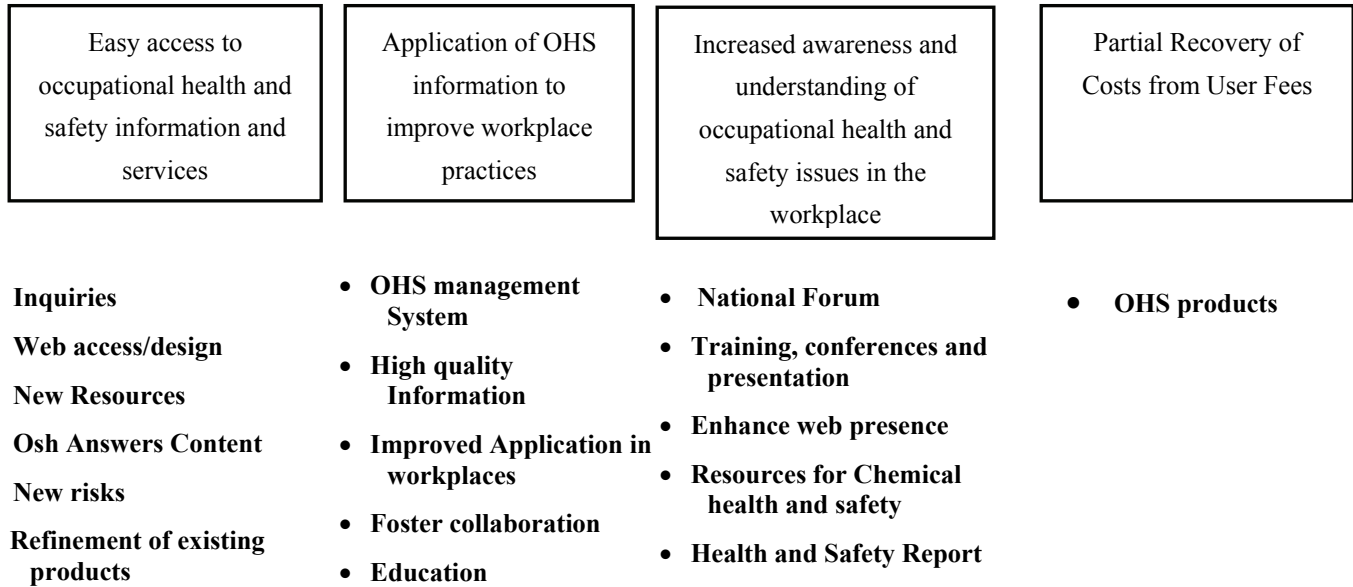 Easy access to
occupational health and
safety information and
services
Application of OHS
information to
improve workplace
practices
Increased awareness and
understanding of
occupational health and
safety issues in the
workplace
Partial Recovery of
Costs from User Fees
Inquiries
Web access/design
New Resources
Osh Answers Content
New risks
Refinement of existing
products
• OHS management
System
• High quality
Information
• Improved Application in
workplaces
• Foster collaboration
• Education
• National Forum
• Training, conferences and
presentation
• Enhance web presence
• Resources for Chemical
health and safety
• Health and Safety Report
• OHS products